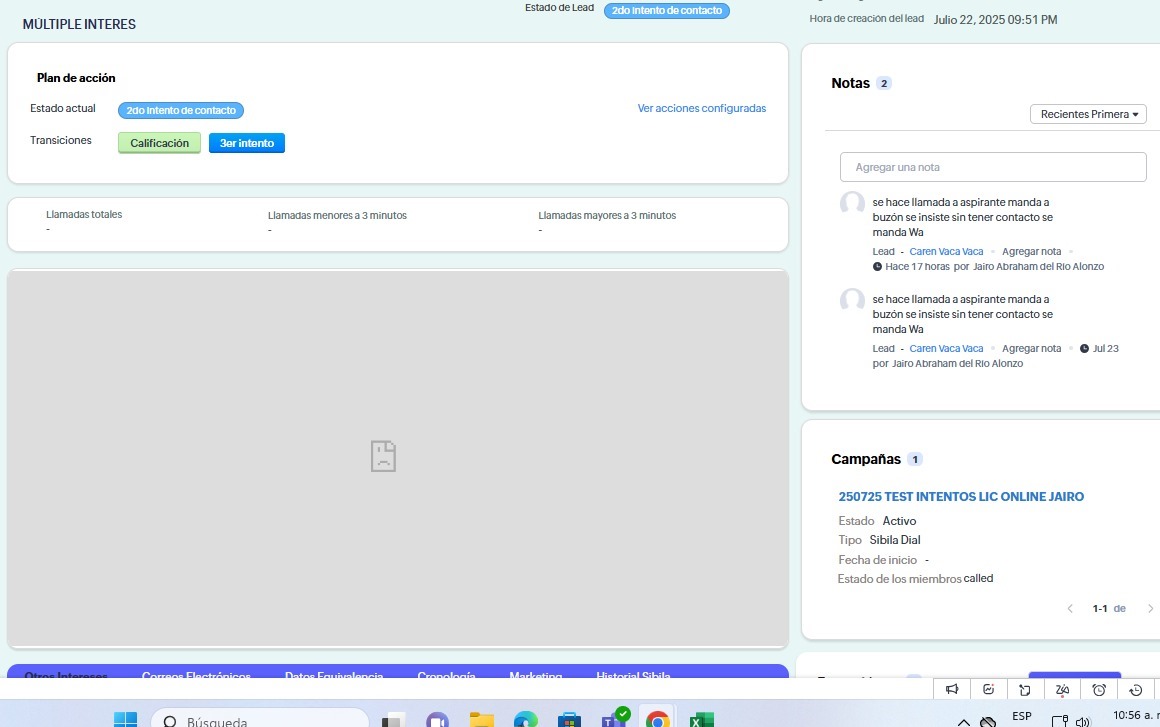 Estado de Lead 2do intento de contacto
Hora de creación del lead Julio 22, 2025 09:51 PM
MÚLTIPLE INTERES
Plan de acción
Estado actual 2do intento de contacto Ver acciones configuradas
Transiciones Calificación 3er intento
Llamadas totales Llamadas menores a 3 minutos Llamadas mayores a 3 minutos
- - -
Otros Intereses Correos Electrónicos Datos Equivalencia Cronología Marketing Historial Sibila
Notas 2
Recientes Primera
Agregar una nota
se hace llamada a aspirante manda a
buzón se insiste sin tener contacto se
manda Wa
Lead - Caren Vaca Vaca • Agregar nota •
Hace 17 horas por Jairo Abraham del Río Alonzo
se hace llamada a aspirante manda a
buzón se insiste sin tener contacto se
manda Wa
Lead - Caren Vaca Vaca • Agregar nota • Jul 23
por Jairo Abraham del Río Alonzo
Campañas 1
250725 TEST INTENTOS LIC ONLINE JAIRO
Estado Activo
Tipo Sibila Dial
Fecha de inicio -
Estado de los miembros called
1-1 de
Búsqueda
ESP
10:56 a. r